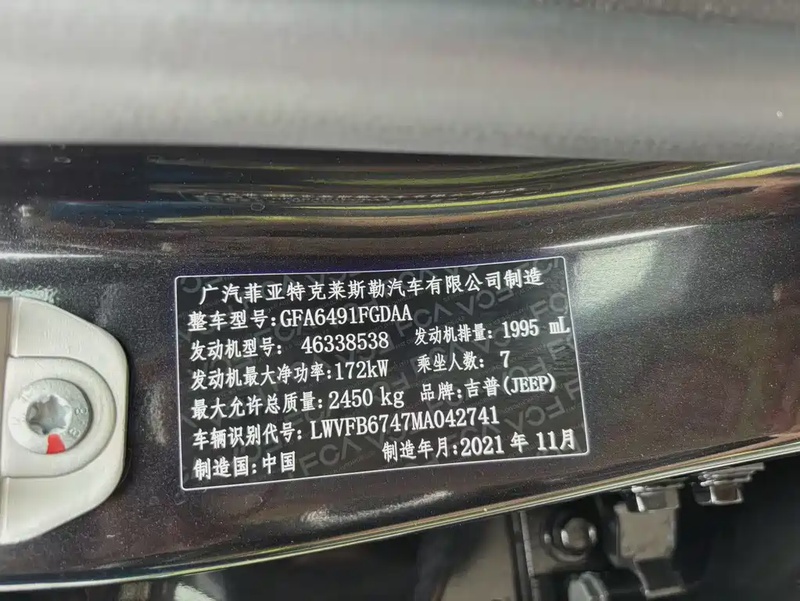 广汽菲亚特克莱斯勒汽车有限公司制造
整车型号:GFA6491FGDAA
发动机型号: 46338538 发动机排量: 1995 mL
发动机最大净功率:172kW 乘坐人数: 7
最大允许总质量:2450 kg 品牌:吉普(JEEP)
车辆识别代号:LWVFB6747MA042741
制造国:中国 制造年月:2021 年 11月